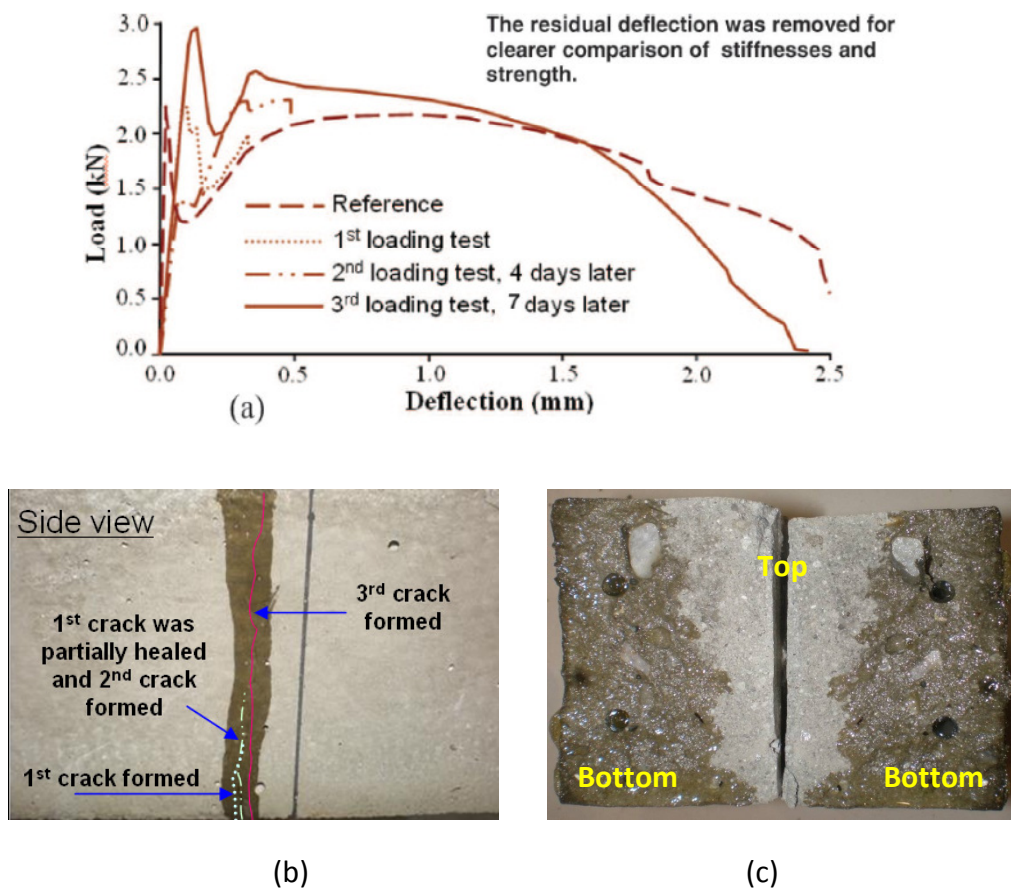 The residual deflection was removed for
clearer comparison of stiffnesses and
strength.
3.0
2.5
2.0
1.5
1.0
0.5
0.0
Load (kN)
Reference
1st loading test
2nd loading test, 4 days later
3rd loading test, 7 days later
0.0 0.5 1.0 1.5 2.0 2.5
Deflection (mm)
(a)
Side view
3rd crack
formed
1st crack was
partially healed
and 2nd crack
formed
1st crack formed
(b)
Top
Bottom Bottom
(c)